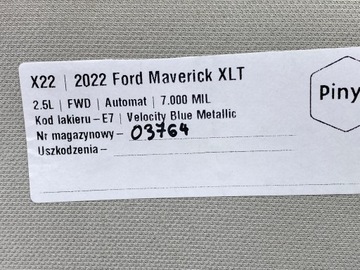 X22 | 2022 Ford Maverick XLT
2.5L | FWD | Automat | 7.000 MIL
Kod lakieru – E7 | Velocity Blue Metallic
Nr magazynowy – 03764
Uszkodzenia –
Piny